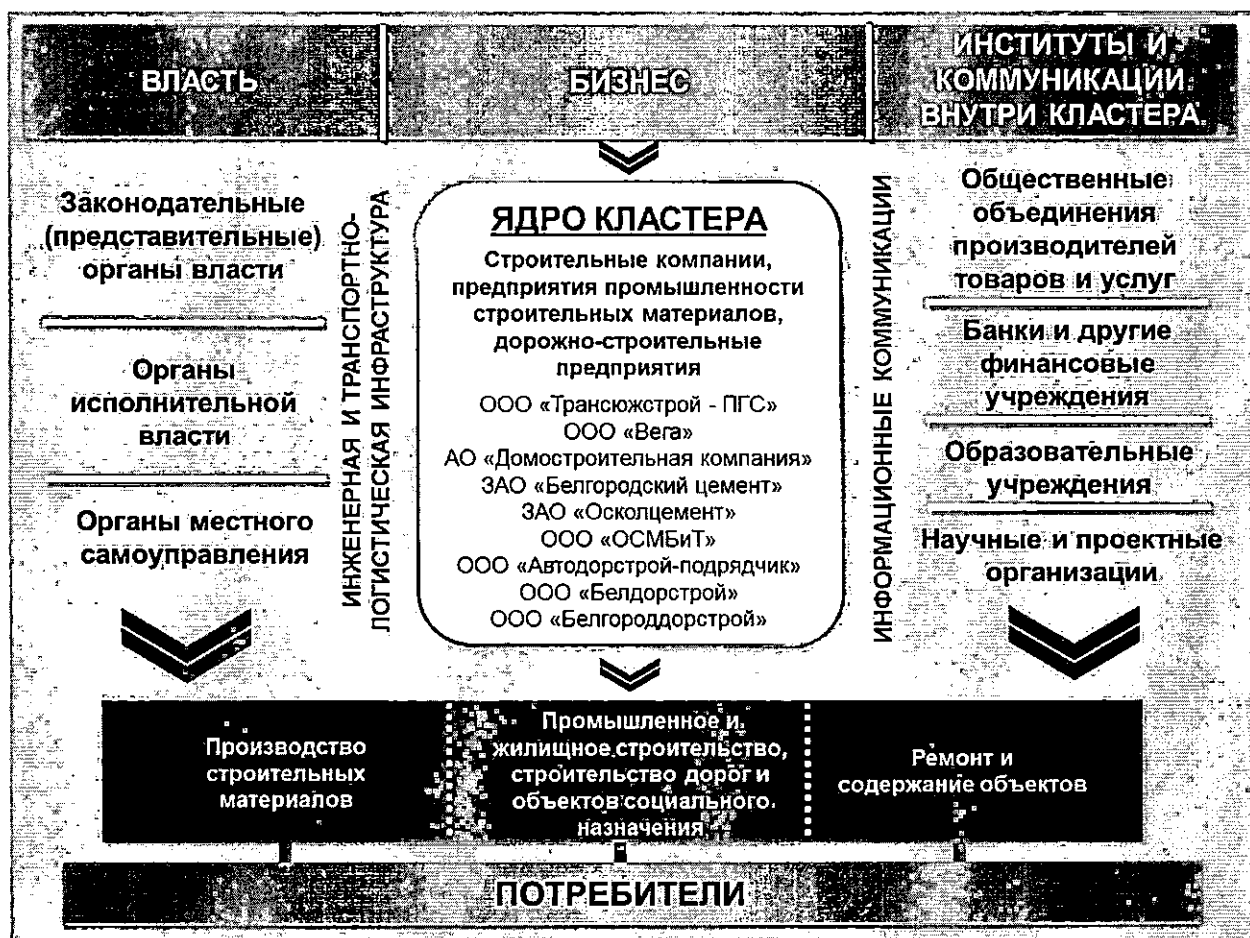 ВЛАСТЬ
БИЗНЕС
ИНСТИТУТЫ И
КОММУНИКАЦИИ
ВНУТРИ КЛАСТЕРА
Законодательные
(представительные)
органы власти
Органы
исполнительной
власти
Органы местного
самоуправления
ИНЖЕНЕРНАЯ И ТРАНСПОРТНО-
ЛОГИСТИЧЕСКАЯ ИНФРАСТРУКТУРА
ЯДРО КЛАСТЕРА
Строительные компании,
предприятия промышленности
строительных материалов,
дорожно-строительные
предприятия
ООО «Трансюжстрой - ПГС»
ООО «Вега»
АО «Домостроительная компания»
ЗАО «Белгородский цемент»
ЗАО «Осколцемент»
ООО «ОСМБиТ»
ООО «Автодорстрой-подрядчик»
ООО «Белдорстрой»
ООО «Белгороддорстрой»
ИНФОРМАЦИОННЫЕ КОММУНИКАЦИИ
Общественные
объединения
производителей
товаров и услуг
Банки и другие
финансовые
учреждения
Образовательные
учреждения
Научные и проектные
организации
Производство
строительных
материалов
Промышленное и
жилищное строительство,
строительство дорог и
объектов социального
назначения
Ремонт и
содержание объектов
ПОТРЕБИТЕЛИ